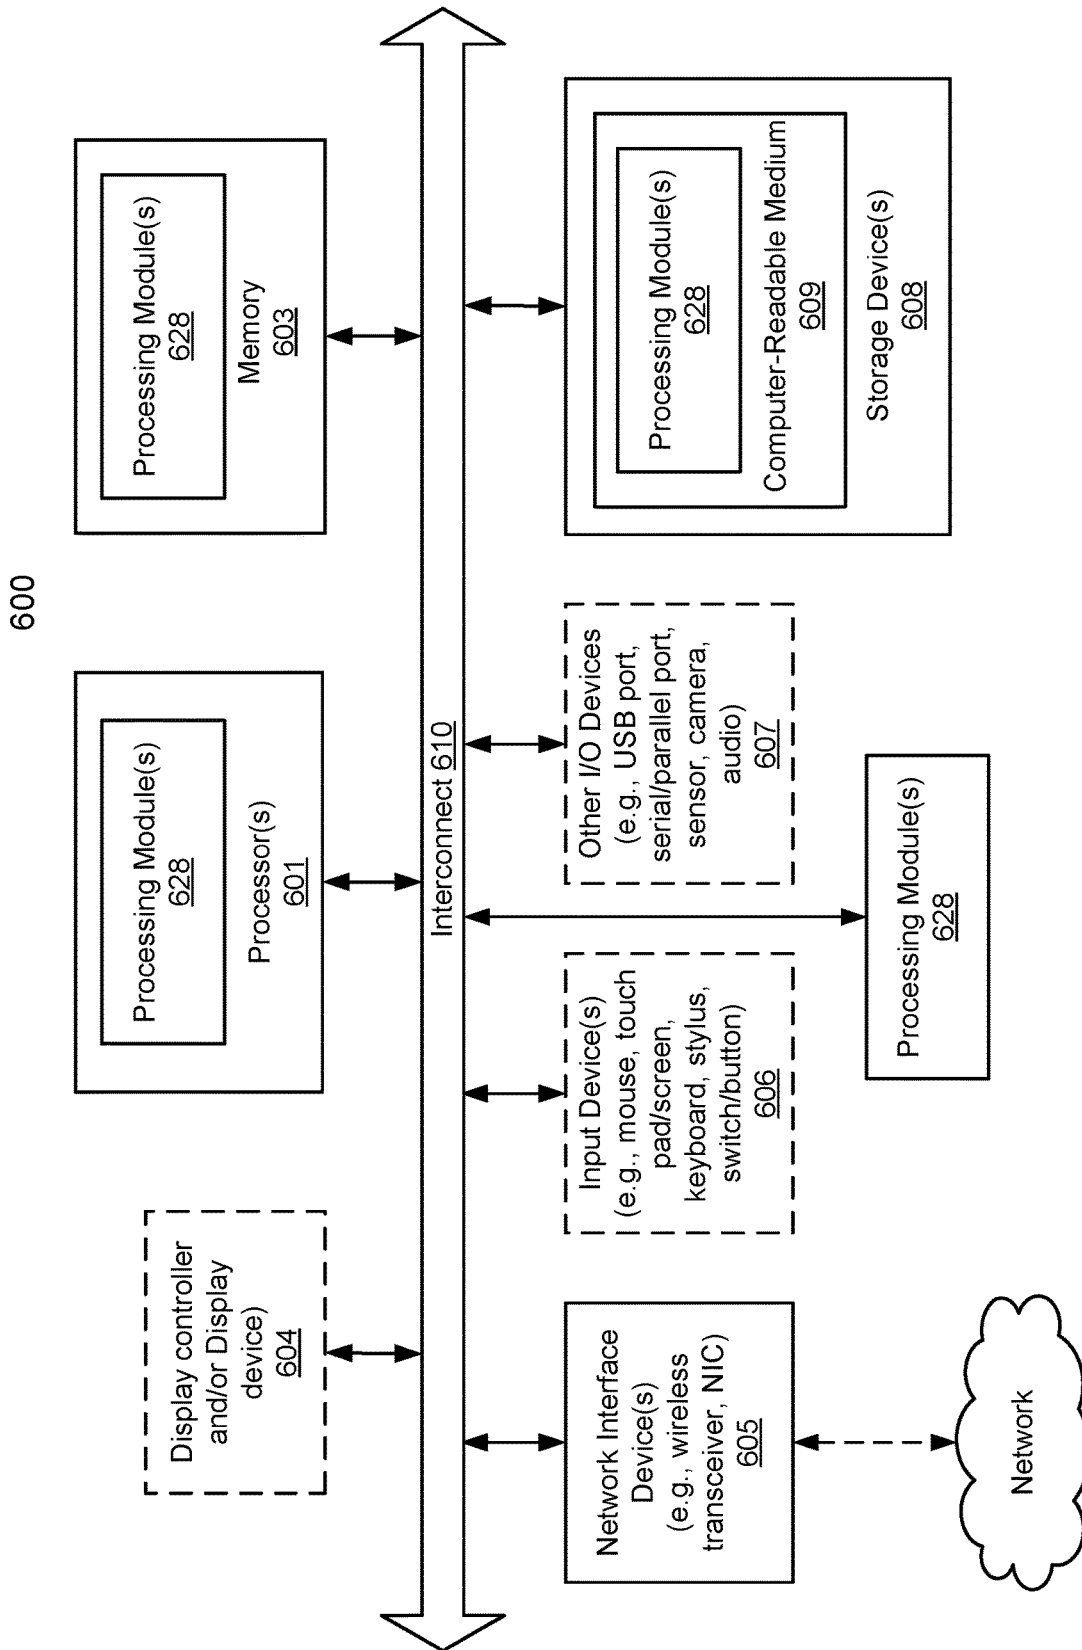 600
Display controller
and/or Display
device)
604
Processing Module(s)
628
Processor(s)
601
Processing Module(s)
628
Memory
603
Interconnect 610
Network Interface
Device(s)
(e.g., wireless
transceiver, NIC)
605
Input Device(s)
(e.g., mouse, touch
pad/screen,
keyboard, stylus,
switch/button)
606
Other I/O Devices
(e.g., USB port,
serial/parallel port,
sensor, camera,
audio)
607
Processing Module(s)
628
Computer-Readable Medium
609
Storage Device(s)
608
Processing Module(s)
628
Network